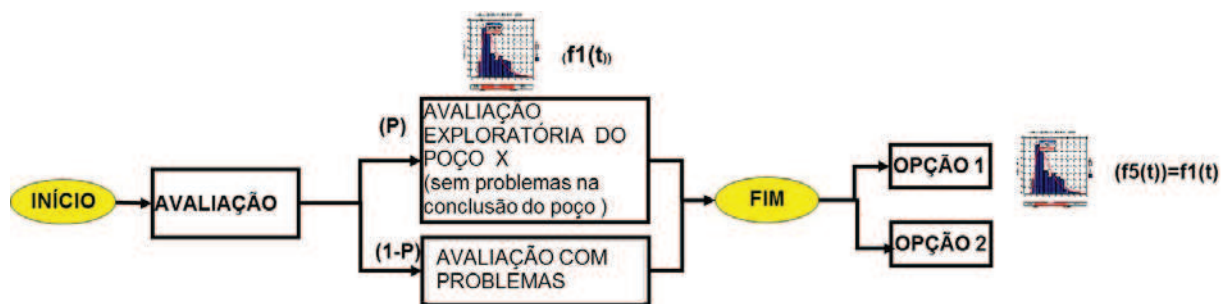 (f1(t))
(P)
AVALIAÇÃO
EXPLORATÓRIA DO
POÇO X
(sem problemas na
conclusão do poço )
INÍCIO
AVALIAÇÃO
(1-P)
AVALIAÇÃO COM
PROBLEMAS
FIM
OPÇÃO 1
(f5(t))=f1(t)
OPÇÃO 2